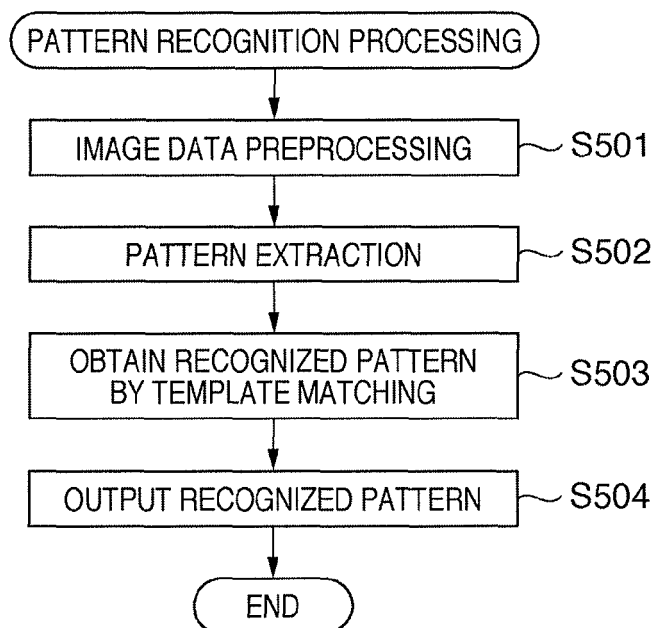 PATTERN RECOGNITION PROCESSING
IMAGE DATA PREPROCESSING
S501
PATTERN EXTRACTION
S502
OBTAIN RECOGNIZED PATTERN
BY TEMPLATE MATCHING
S503
OUTPUT RECOGNIZED PATTERN
S504
END